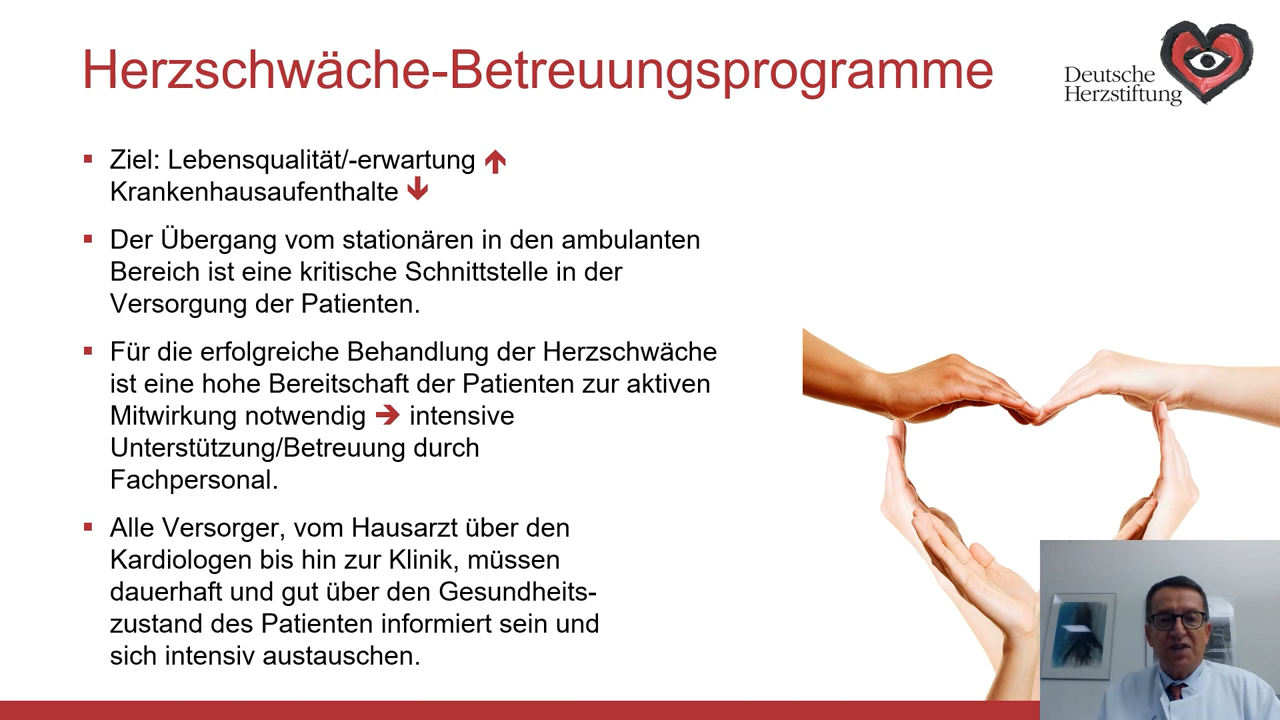 Herzschwäche-Betreuungsprogramme
Deutsche
Herzstiftung
Ziel: Lebensqualität/-erwartung
Krankenhausaufenthalte
Der Übergang vom stationären in den ambulanten
Bereich ist eine kritische Schnittstelle in der
Versorgung der Patienten.
Für die erfolgreiche Behandlung der Herzschwäche
ist eine hohe Bereitschaft der Patienten zur aktiven
Mitwirkung notwendig ➔ intensive
Unterstützung/Betreuung durch
Fachpersonal.
Alle Versorger, vom Hausarzt über den
Kardiologen bis hin zur Klinik, müssen
dauerhaft und gut über den Gesundheits-
zustand des Patienten informiert sein und
sich intensiv austauschen.